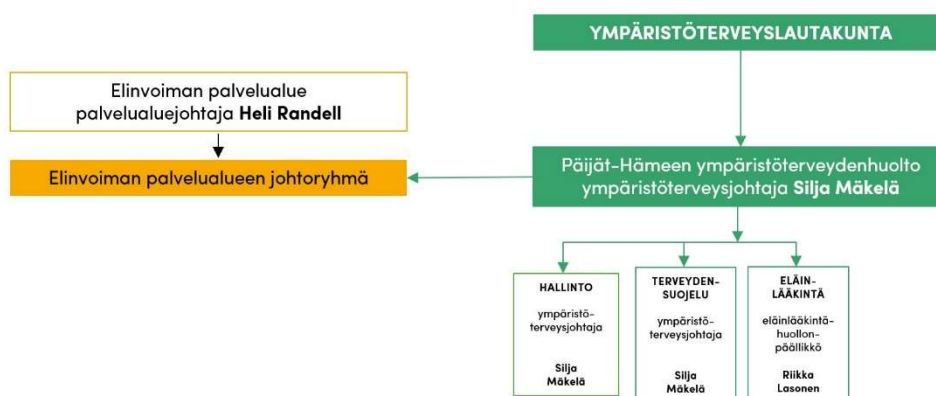 YMPÄRISTÖTERVEYSLAUTAKUNTA
Elinvoiman palvelualue
palvelualuejohtaja Heli Randell
Elinvoiman palvelualueen johtoryhmä
Päijät-Hämeen ympäristöterveydenhuolto
ympäristöterveysjohtaja Silja Mäkelä
HALLINTO
ympäristö-
terveysjohtaja
Silja
Mäkelä
TERVEYDEN-
SUOJELU
ympäristö-
terveysjohtaja
Silja
Mäkelä
ELÄIN-
LÄÄKINTÄ
eläinlääkintä-
huollon-
päällikkö
Riikka
Lasonen